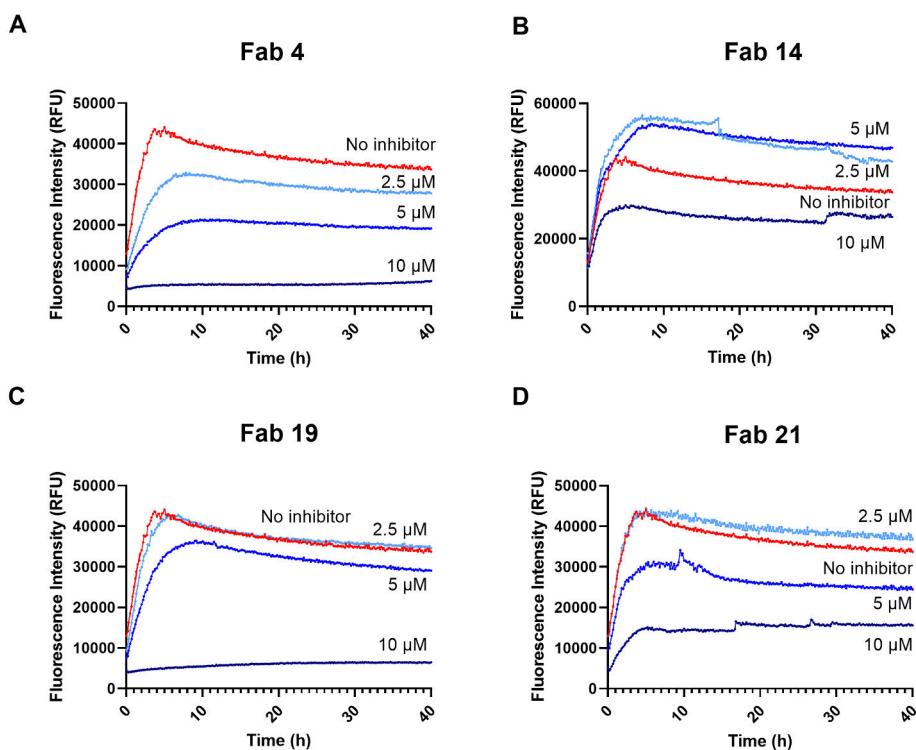 A
Fab 4
Fluorescence Intensity (RFU)
50000
40000
30000
20000
10000
0
No inhibitor
2.5 µM
5 µM
10 µM
0
10
20
30
40
Time (h)
B
Fab 14
Fluorescence Intensity (RFU)
60000
40000
20000
0
5 µM
2.5 µM
No inhibitor
10 µM
0
10
20
30
40
Time (h)
C
Fab 19
Fluorescence Intensity (RFU)
50000
40000
30000
20000
10000
0
No inhibitor
2.5 µM
5 µM
10 µM
0
10
20
30
40
Time (h)
D
Fab 21
Fluorescence Intensity (RFU)
50000
40000
30000
20000
10000
0
2.5 µM
No inhibitor
5 µM
10 µM
0
10
20
30
40
Time (h)